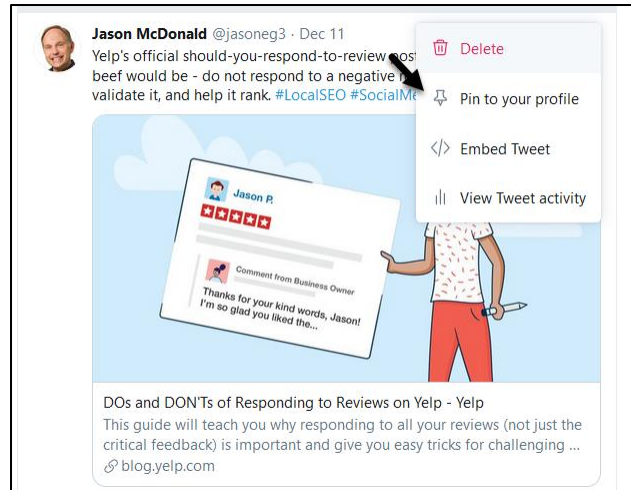 Jason McDonald @jasoneg3 · Dec 11
Yelp's official should-you-respond-to-review
beef would be - do not respond to a negative
validate it, and help it rank. #LocalSEO
Delete
Pin to your profile
</> Embed Tweet
View Tweet activity
Jason P.
Comment from Business Owner
Thanks for your kind words, Jason!
I'm so glad you liked the...
DOs and DON'Ts of Responding to Reviews on Yelp - Yelp
This guide will teach you why responding to all your reviews (not just the
critical feedback) is important and give you easy tricks for challenging ...
blog.yelp.com